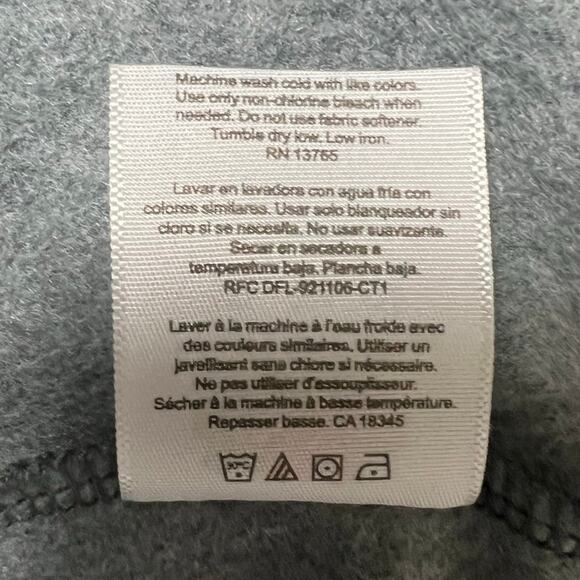 Machine wash cold with like colors.
Use only non-chlorine bleach when
needed. Do not use fabric softener.
Tumble dry low. Low iron.
RN 13765
Lavar en lavadora con agua fria con
colores similares. Usar solo blanqueador sin
cloro si se necesita. No usar suavizante.
Secar en secadora a
temperatura baja. Plancha baja.
RFC DFL-921106-CT1
Laver à la machine à l'eau froide avec
des couleurs similaires. Utiliser un
javellisant sans chlore si nécessaire.
Ne pas utiliser d'assouplisseur.
Sécher à la machine à basse température.
Repasser basse. CA 18345
30°C